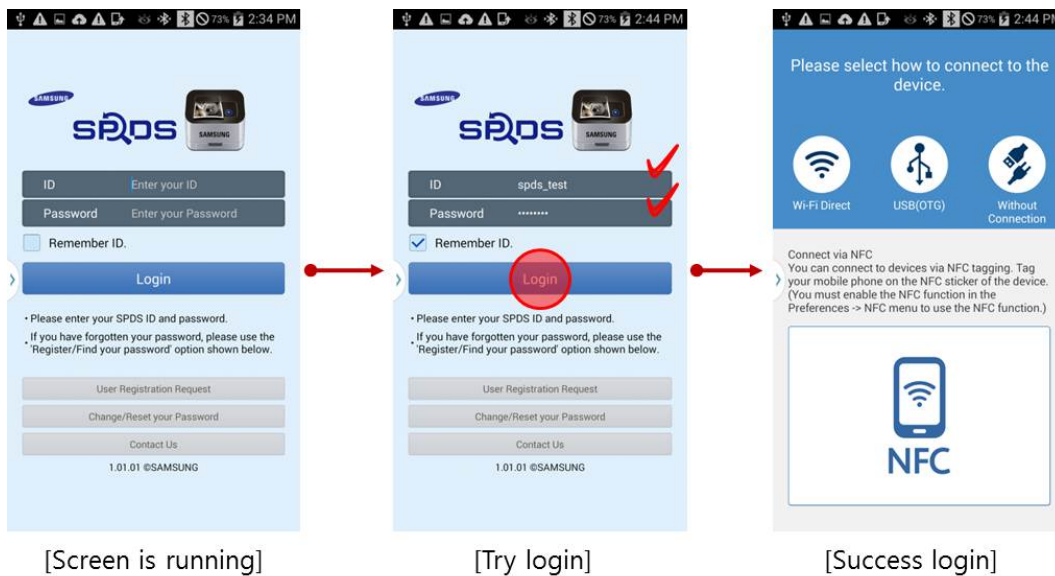 73% 2:34 PM
SAMSUNG
SPDS
SAMSUNG
ID Enter your ID
Password Enter your Password
Remember ID.
Login
• Please enter your SPDS ID and password.
• If you have forgotten your password, please use the
'Register/Find your password' option shown below.
User Registration Request
Change/Reset your Password
Contact Us
1.01.01 ©SAMSUNG
[Screen is running]
73% 2:44 PM
SAMSUNG
SPDS
SAMSUNG
ID spds_test
Password ········
Remember ID.
Login
• Please enter your SPDS ID and password.
• If you have forgotten your password, please use the
'Register/Find your password' option shown below.
User Registration Request
Change/Reset your Password
Contact Us
1.01.01 ©SAMSUNG
[Try login]
73% 2:44 PM
Please select how to connect to the
device.
Wi-Fi Direct USB(OTG) Without
Connection
Connect via NFC
You can connect to devices via NFC tagging. Tag
your mobile phone on the NFC sticker of the device.
(You must enable the NFC function in the
Preferences -> NFC menu to use the NFC function.)
NFC
[Success login]